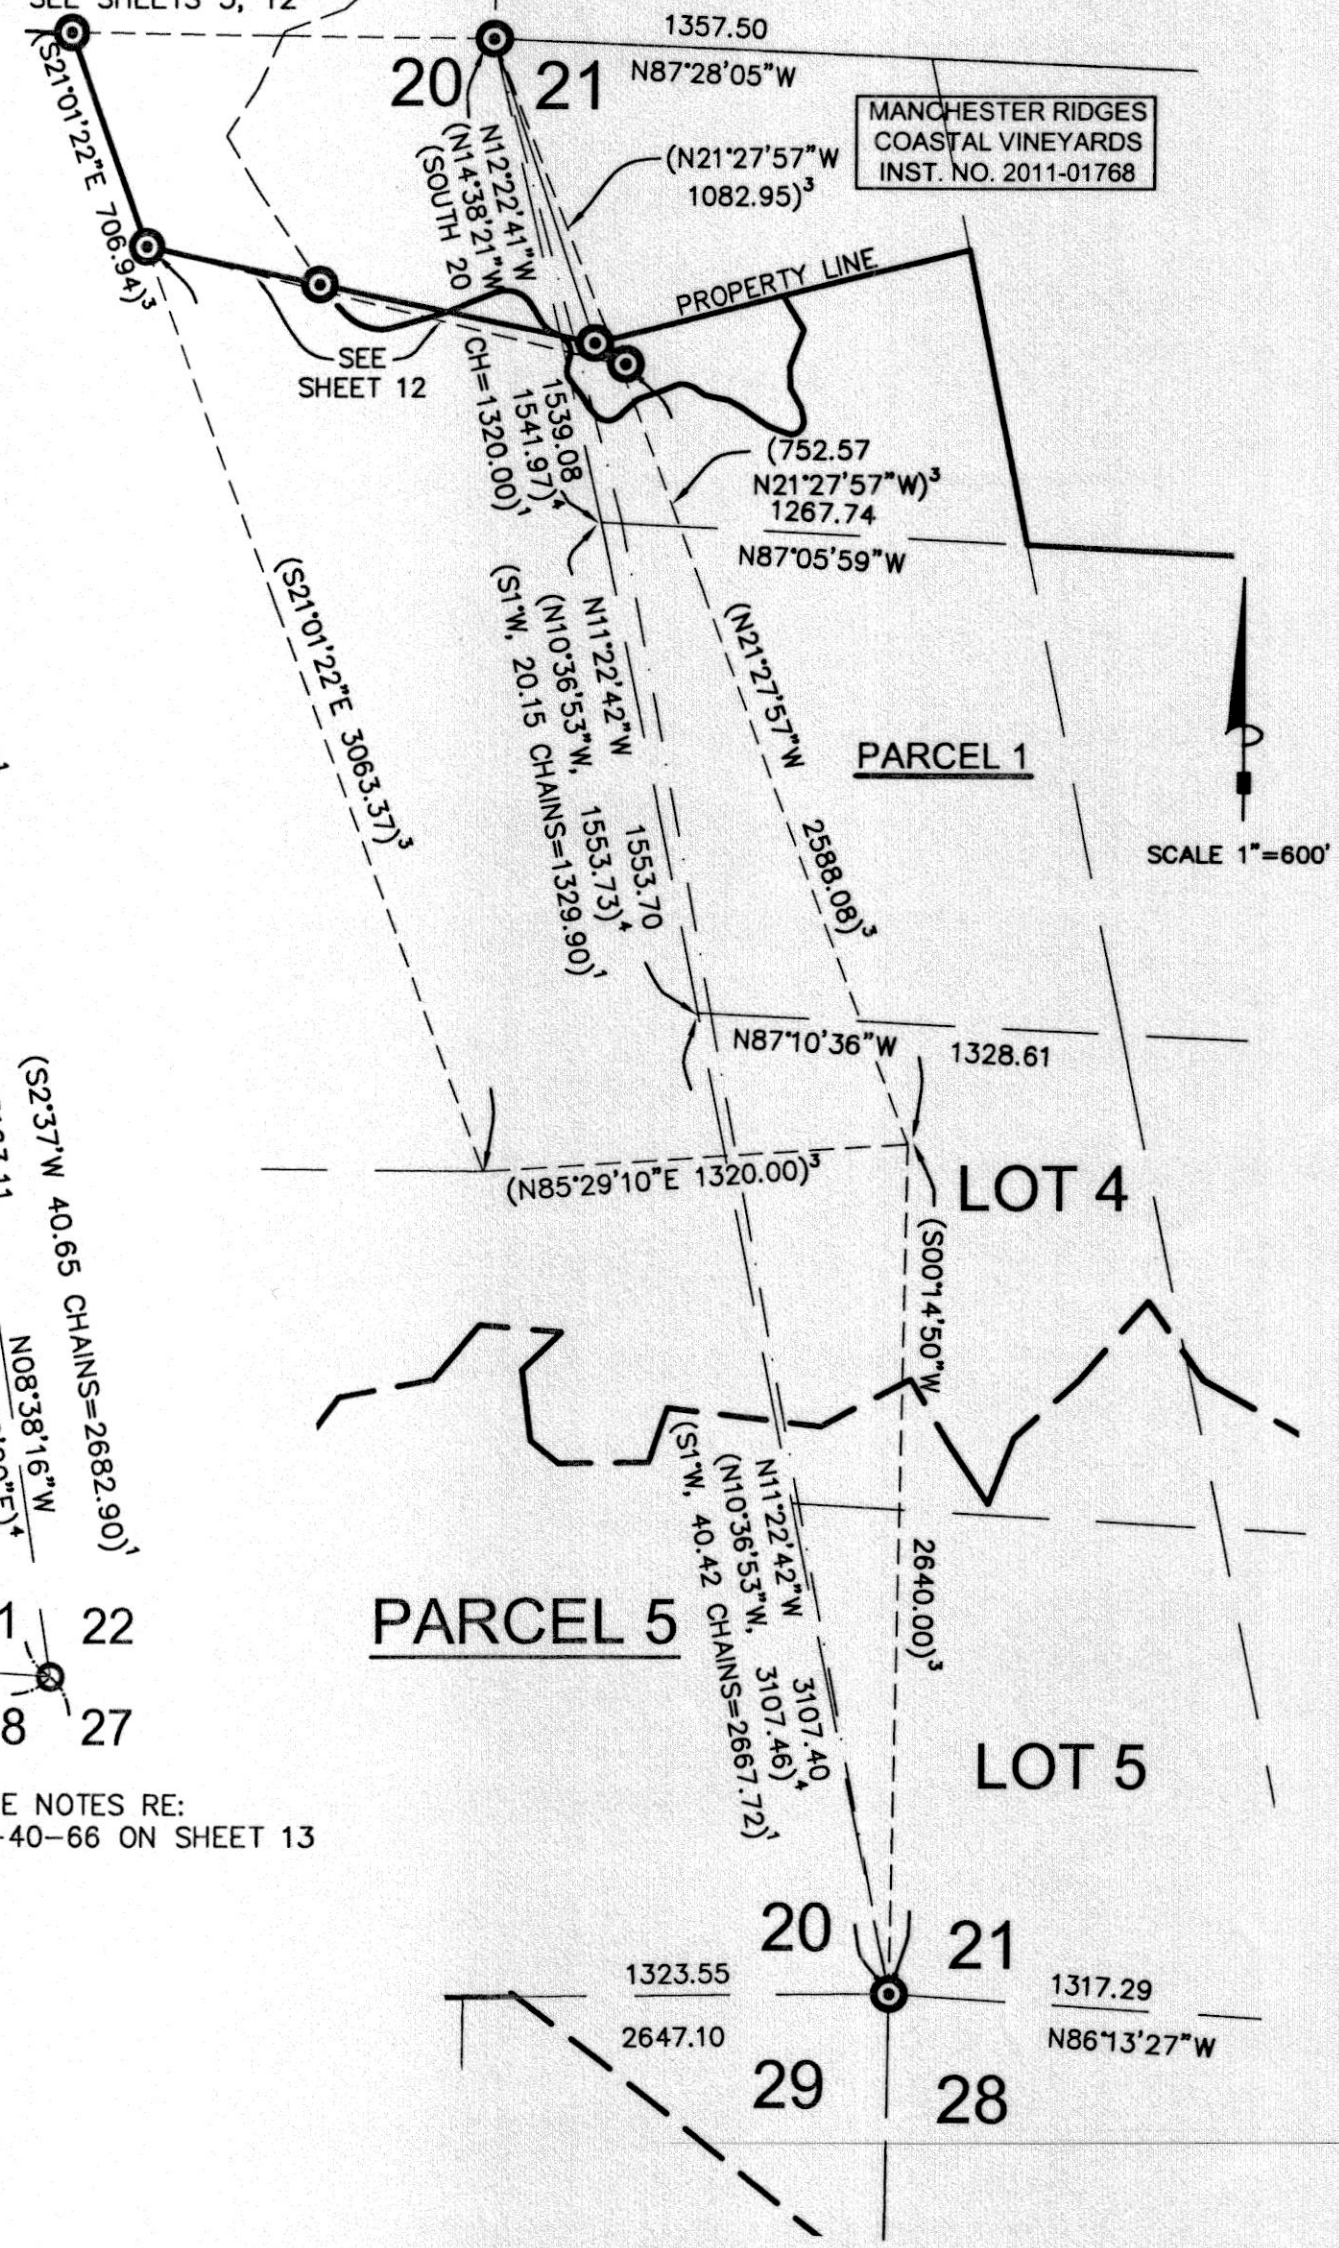 SEE SHEETS 5, 12
1357.50
N87°28'05"W
20
21
MANCHESTER RIDGES
COASTAL VINEYARDS
INST. NO. 2011-01768
(S21°01'22"E 706.94)³
(N21°27'57"W
1082.95)³
N12°22'41"W
(N14°38'21"W
(SOUTH 20
PROPERTY LINE
SEE
SHEET 12
1539.08
1541.97)⁴
CH=1320.00)¹
(752.57
N21°27'57"W)³
1267.74
N87°05'59"W
(S21°01'22"E 3063.37)³
N11°22'42"W 1553.70
(N10°36'53"W, 1553.73)⁴
(S1°W, 20.15 CHAINS=1329.90)¹
(N21°27'57"W 2588.08)³
PARCEL 1
SCALE 1"=600'
N87°10'36"W
1328.61
(S2°37'W 40.65 CHAINS=2682.90)¹
(N85°29'10"E 1320.00)³
LOT 4
(S00°14'50"W 2640.00)³
N08°38'16"W
N11°22'42"W 3107.40
(N10°36'53"W, 3107.46)⁴
(S1°W, 40.42 CHAINS=2667.72)¹
PARCEL 5
1 22
8 27
LOT 5
E NOTES RE:
-40-66 ON SHEET 13
20
21
1323.55
2647.10
1317.29
N86°13'27"W
29
28